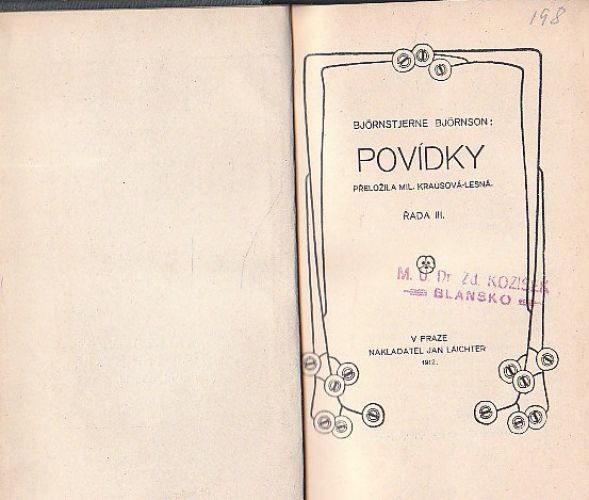 198
BJÖRNSTJERNE BJÖRNSON:
POVÍDKY
PŘELOŽILA MIL. KRAUSOVÁ-LESNÁ.
ŘADA III.
M. U. Dr. Zd. KOZISEK
BLANSKO
V PRAZE
NAKLADATEL JAN LAICHTER
1912.